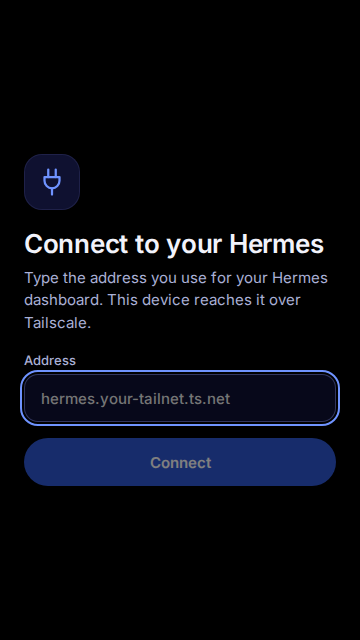 Connect to your Hermes
Type the address you use for your Hermes
dashboard. This device reaches it over
Tailscale.
Address
hermes.your-tailnet.ts.net
Connect